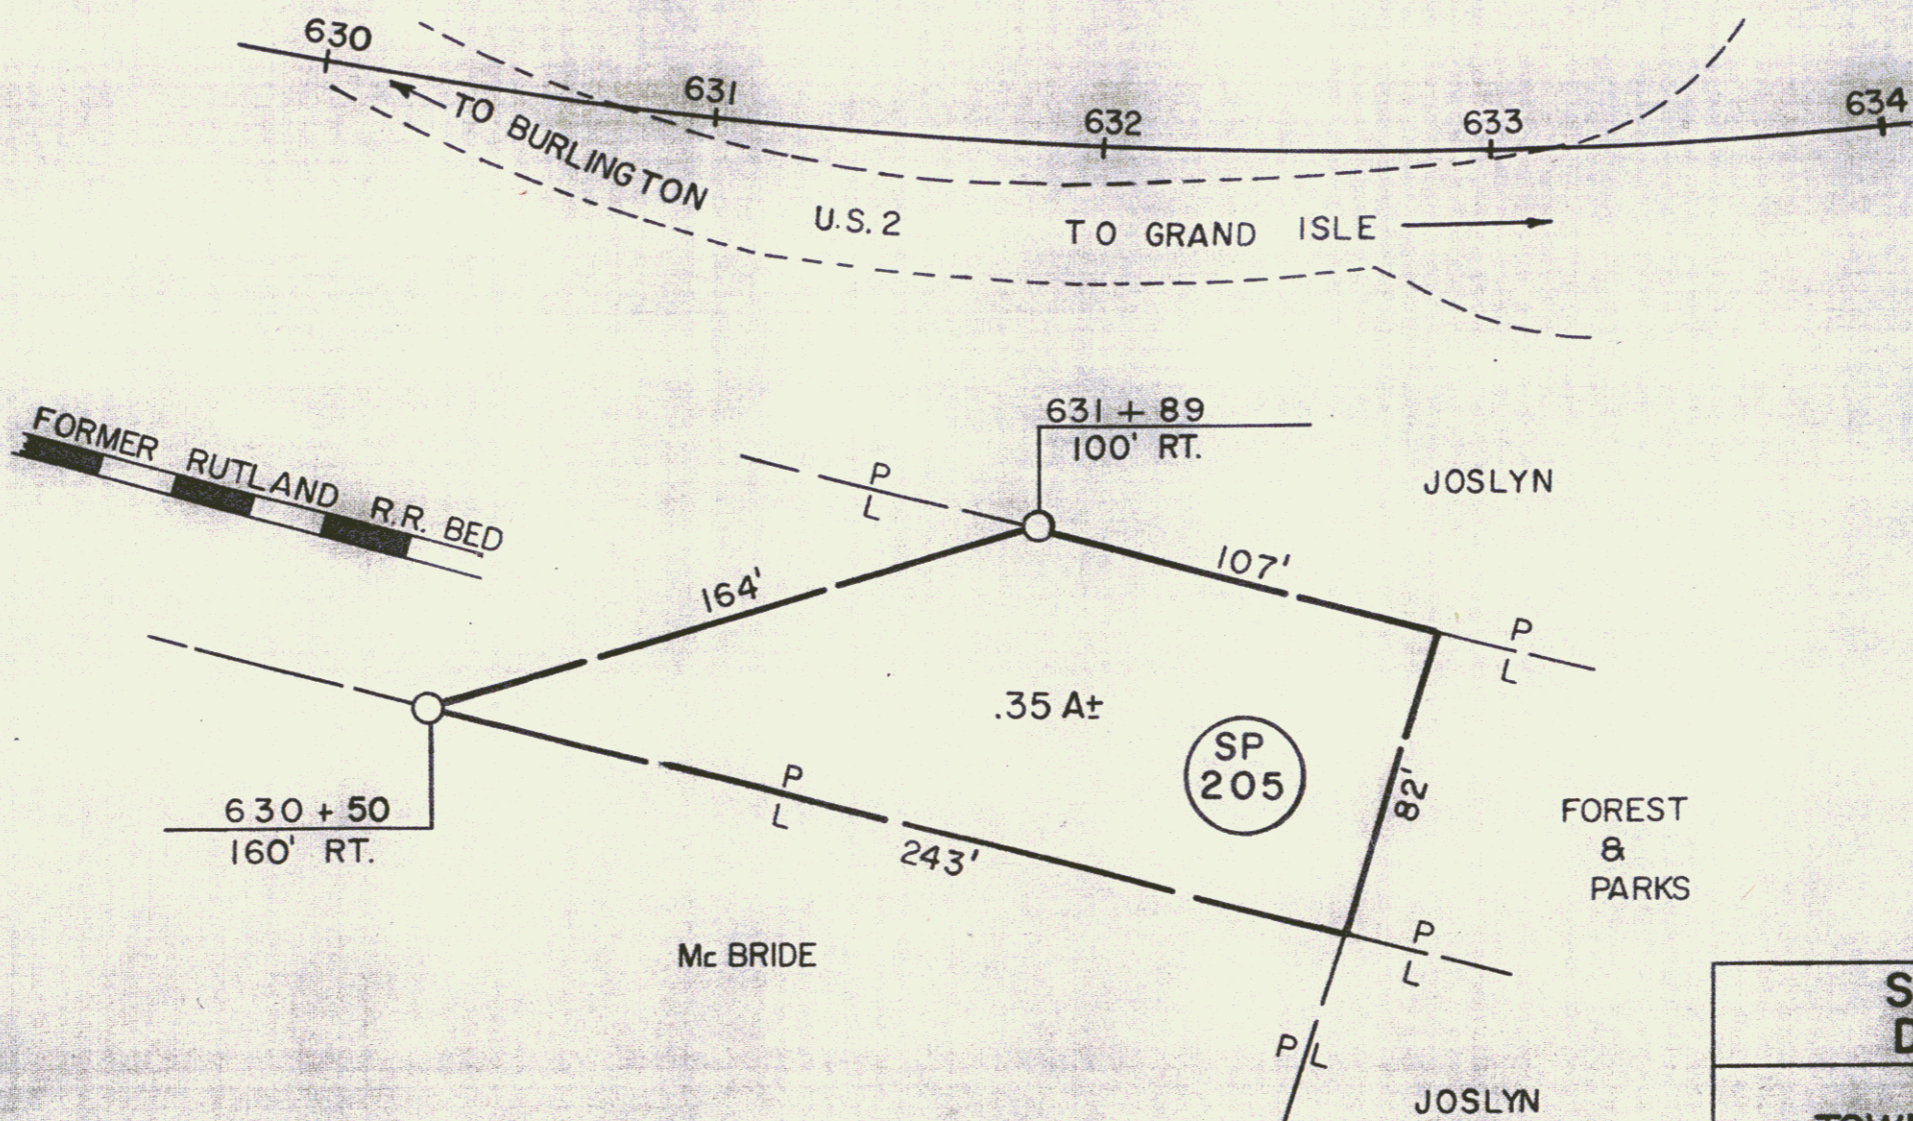 630
631
632
633
634
TO BURLINGTON
U.S. 2
TO GRAND ISLE
FORMER RUTLAND R.R. BED
631 + 89
100' RT.
JOSLYN
P
L
107'
164'
P
L
.35 A±
SP
205
82'
630 + 50
160' RT.
P
L
243'
FOREST
&
PARKS
Mc BRIDE
P
L
P L
JOSLYN
S
D